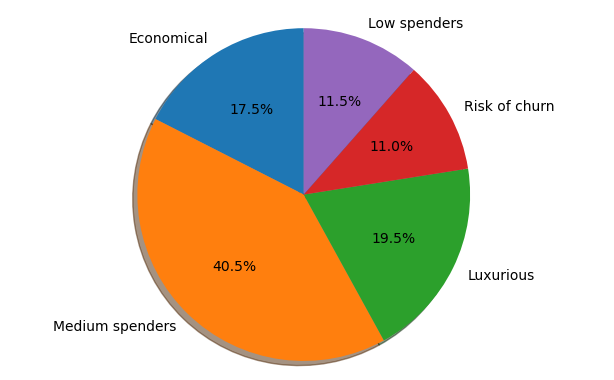 Low spenders
Economical
11.5%
17.5%
Risk of churn
11.0%
19.5%
40.5%
Luxurious
Medium spenders